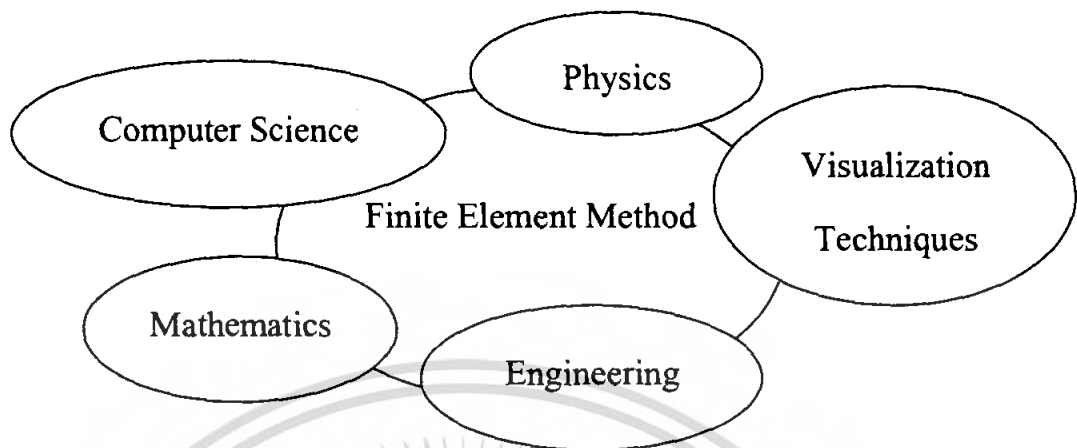 Physics
Computer Science
Visualization
Techniques
Finite Element Method
Mathematics
Engineering